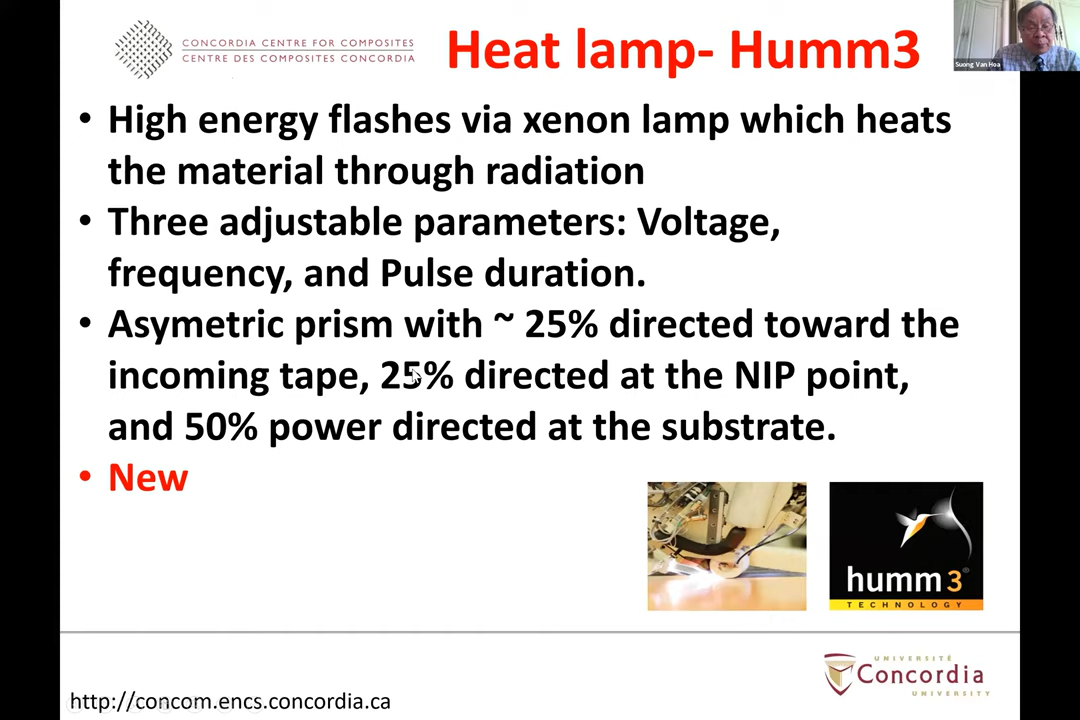 CONCORDIA CENTRE FOR COMPOSITES
CENTRE DES COMPOSITES CONCORDIA
Heat lamp- Humm3
Suong Van Hoa
• High energy flashes via xenon lamp which heats
the material through radiation
• Three adjustable parameters: Voltage,
frequency, and Pulse duration.
• Asymetric prism with ~ 25% directed toward the
incoming tape, 25% directed at the NIP point,
and 50% power directed at the substrate.
• New
humm3®
TECHNOLOGY
UNIVERSITÉ
Concordia
UNIVERSITY
http://concom.encs.concordia.ca